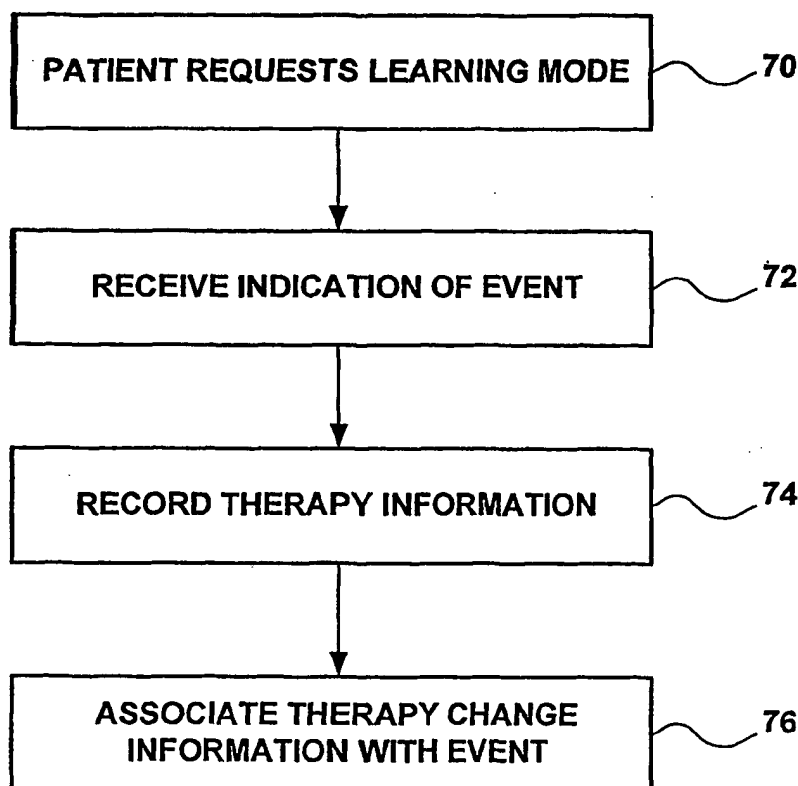 PATIENT REQUESTS LEARNING MODE
70
RECEIVE INDICATION OF EVENT
72
RECORD THERAPY INFORMATION
74
ASSOCIATE THERAPY CHANGE
INFORMATION WITH EVENT
76